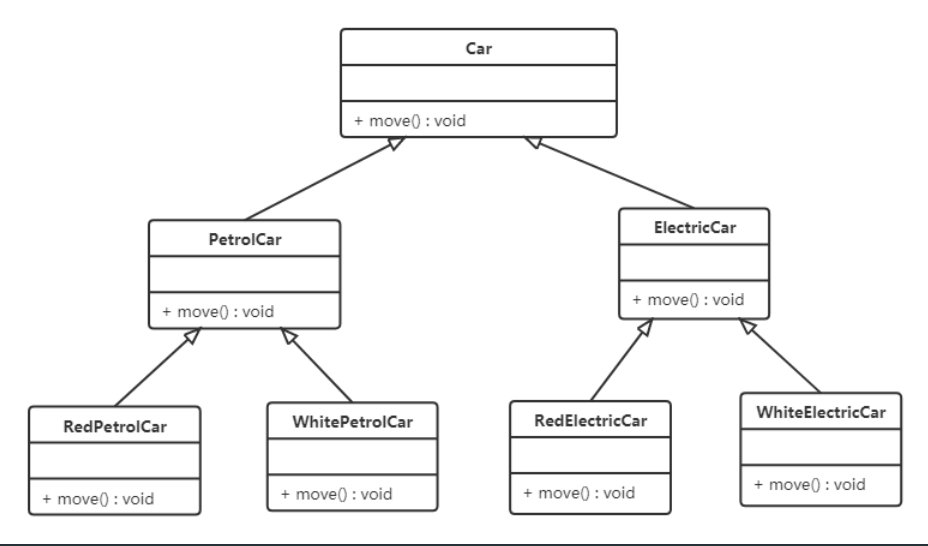 Car
+ move() : void
PetrolCar
+ move() : void
ElectricCar
+ move() : void
RedPetrolCar
+ move() : void
WhitePetrolCar
+ move() : void
RedElectricCar
+ move() : void
WhiteElectricCar
+ move() : void